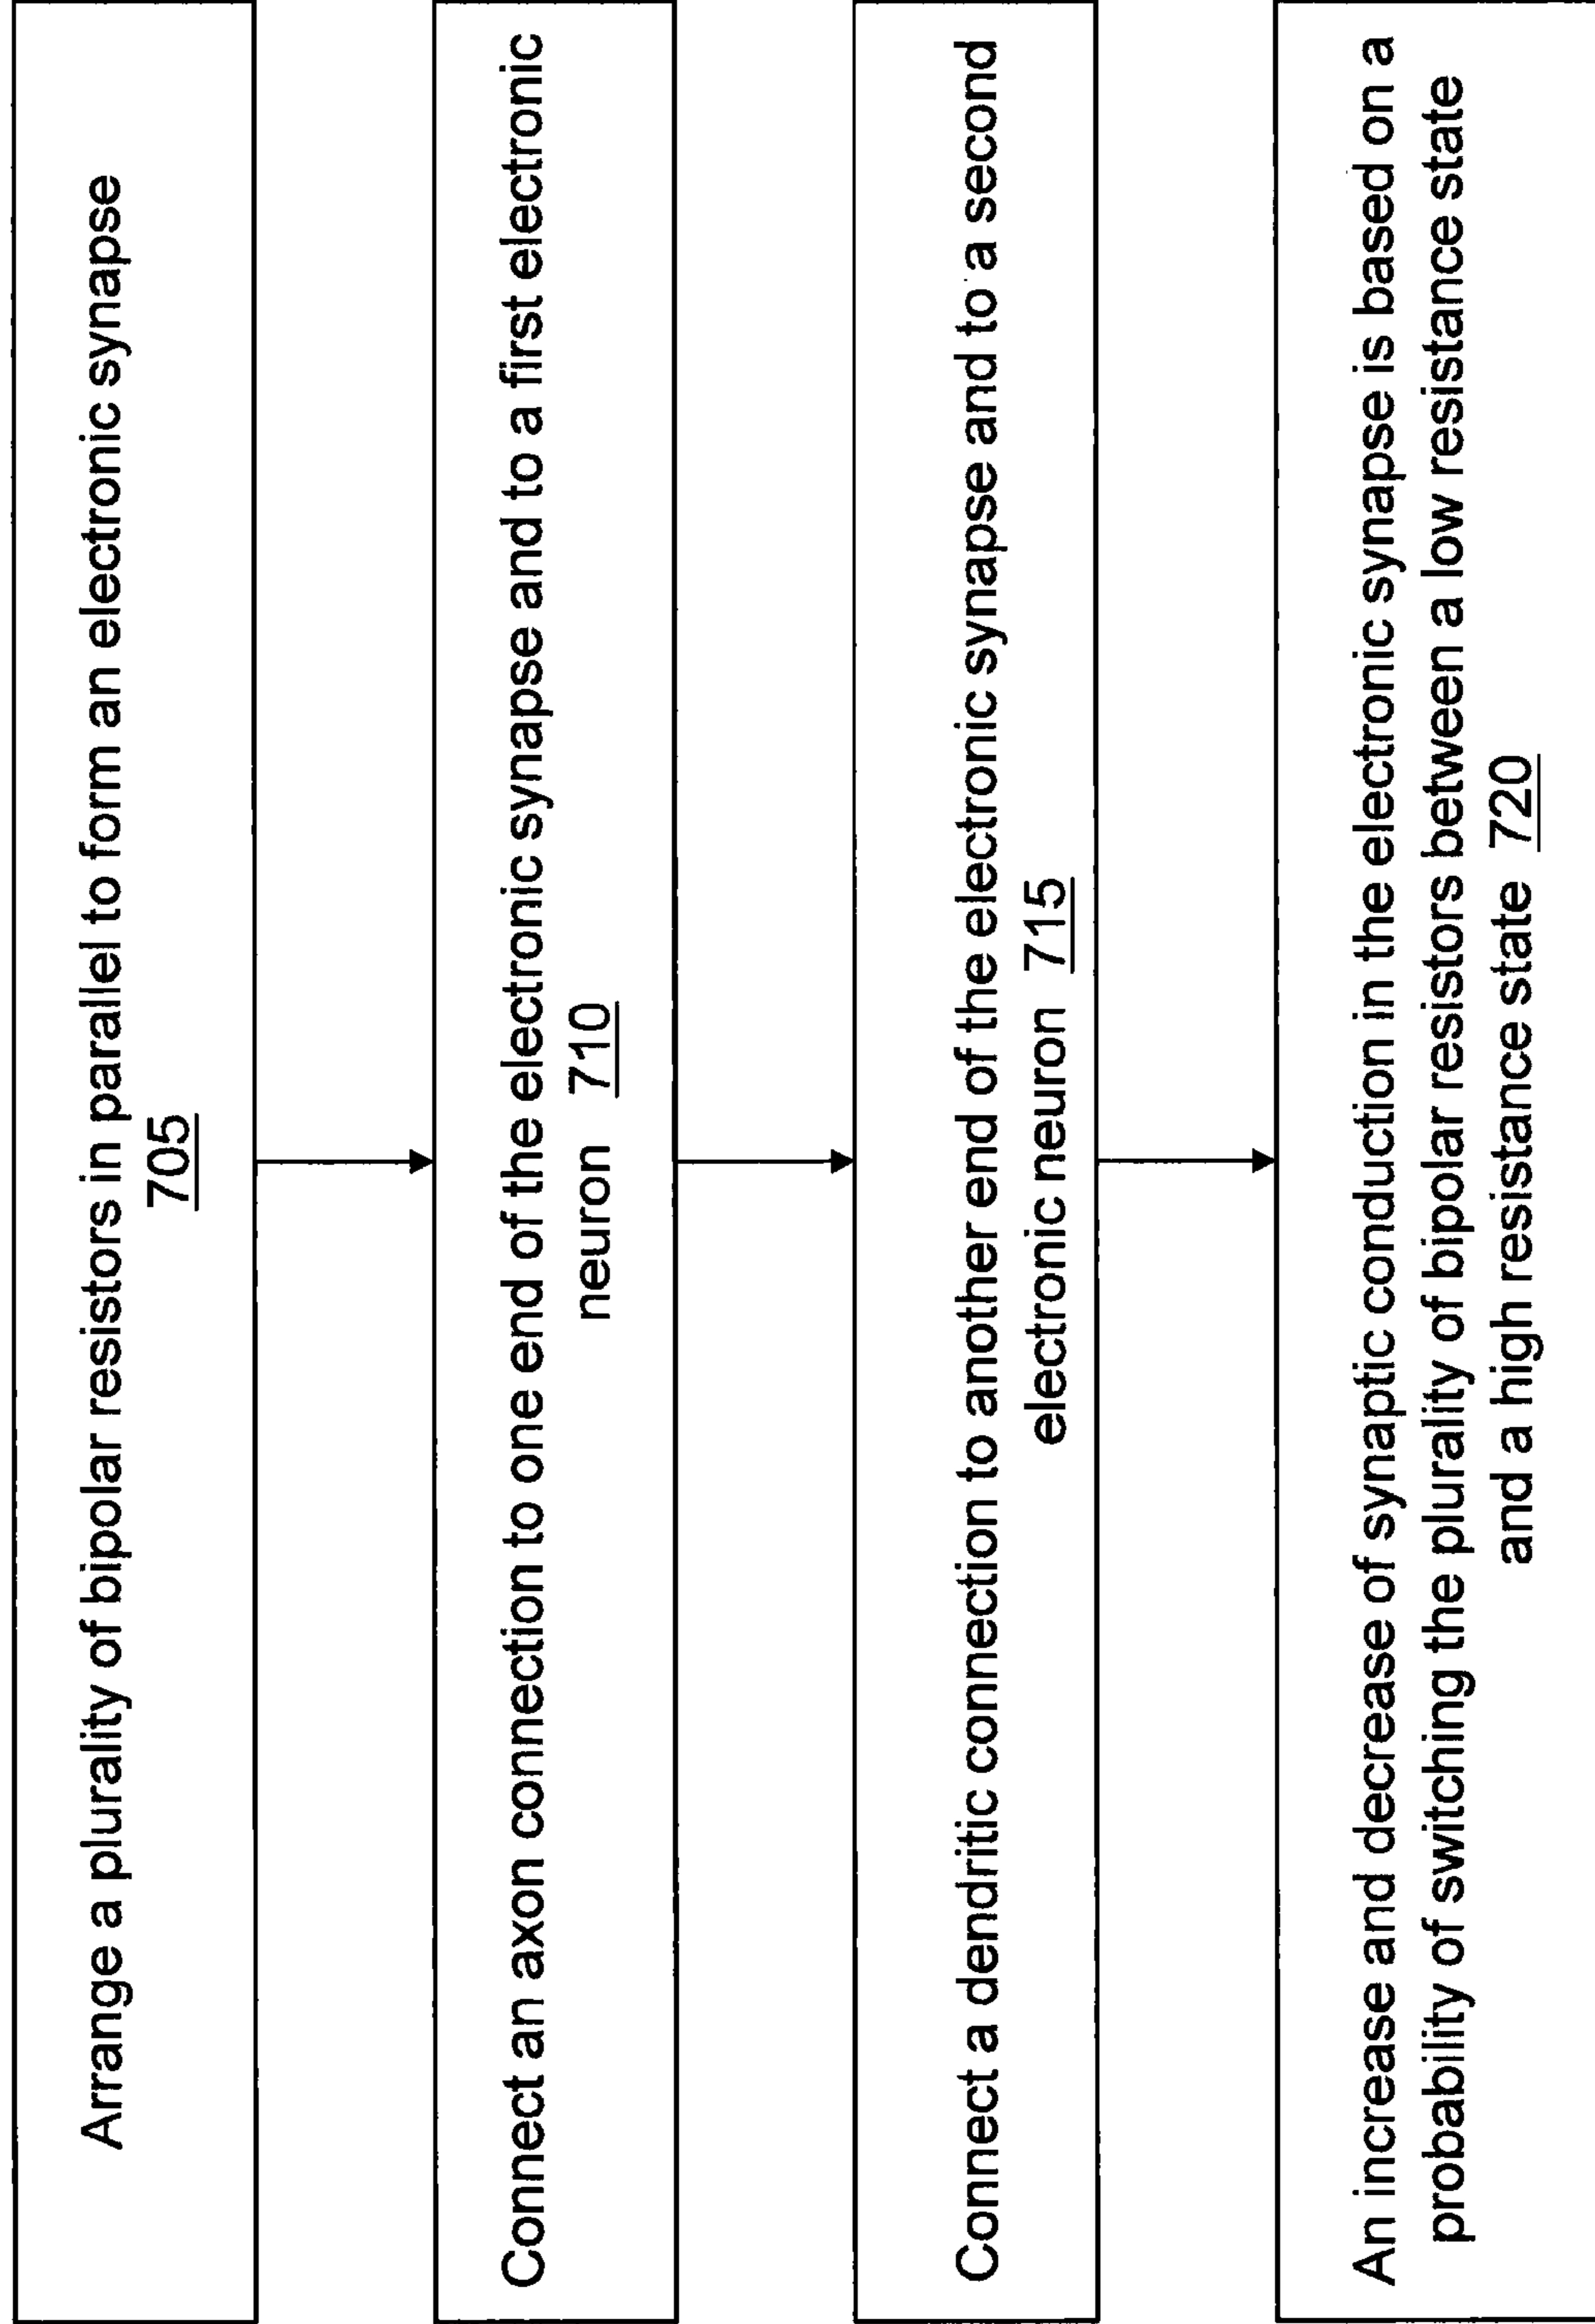 Arrange a plurality of bipolar resistors in parallel to form an electronic synapse
705
Connect an axon connection to one end of the electronic synapse and to a first electronic
neuron 710
Connect a dendritic connection to another end of the electronic synapse and to a second
electronic neuron 715
An increase and decrease of synaptic conduction in the electronic synapse is based on a
probability of switching the plurality of bipolar resistors between a low resistance state
and a high resistance state 720